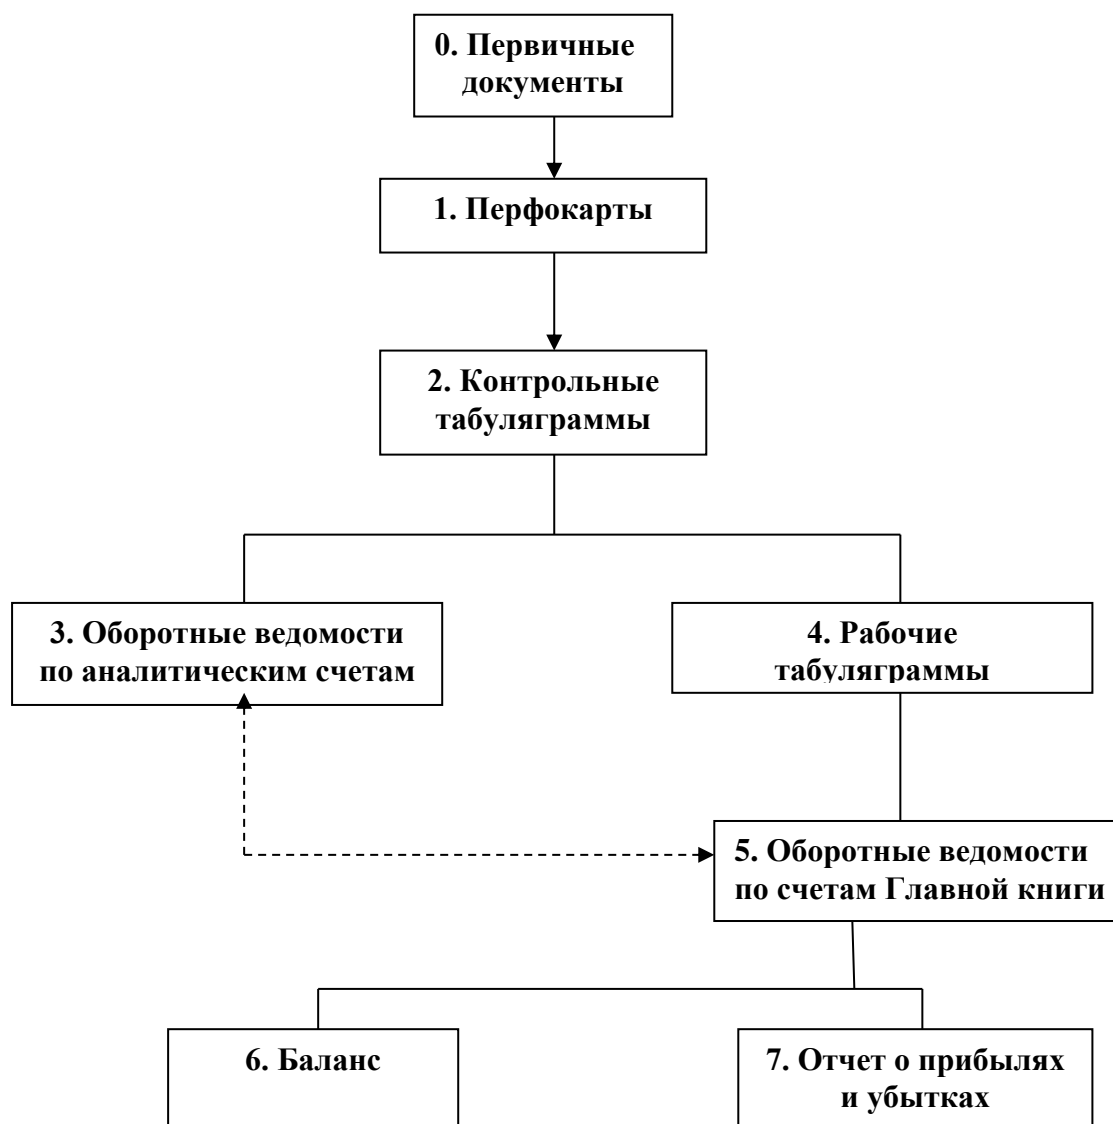 0. Первичные
документы
1. Перфокарты
2. Контрольные
табуляграммы
3. Оборотные ведомости
по аналитическим счетам
4. Рабочие
табуляграммы
5. Оборотные ведомости
по счетам Главной книги
6. Баланс
7. Отчет о прибылях
и убытках